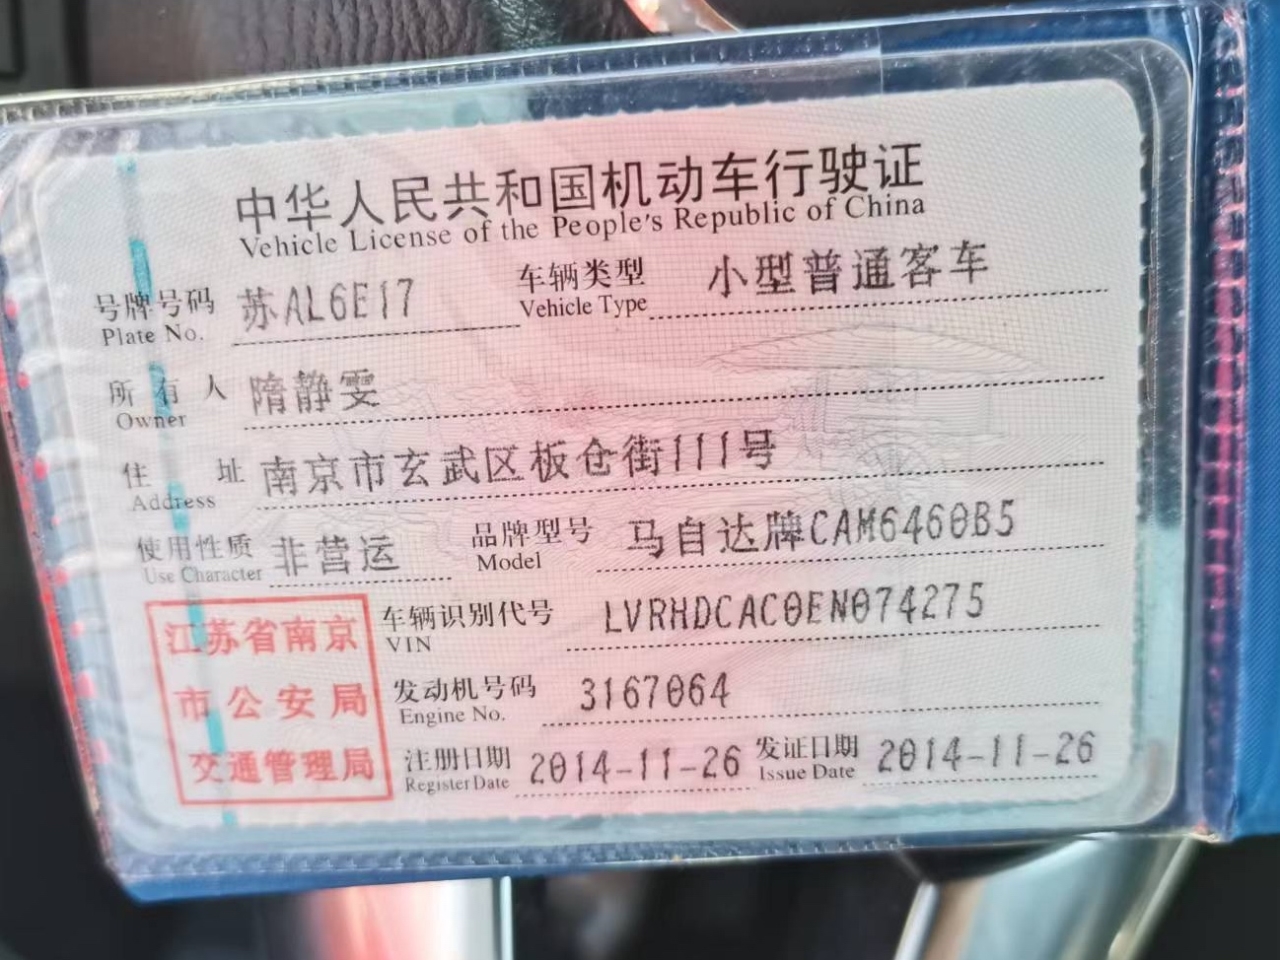 中华人民共和国机动车行驶证
Vehicle License of the People's Republic of China
号牌号码 苏AL6E17 车辆类型 小型普通客车
Plate No. Vehicle Type
所有人 隋静雯
Owner
住址 南京市玄武区板仓街111号
Address
使用性质 非营运 品牌型号 马自达牌CAM6460B5
Use Character Model
江苏省南京
市公安局
交通管理局
车辆识别代号 LVRHDCAC0EN074275
VIN
发动机号码 3167064
Engine No.
注册日期 2014-11-26 发证日期 2014-11-26
Register Date Issue Date